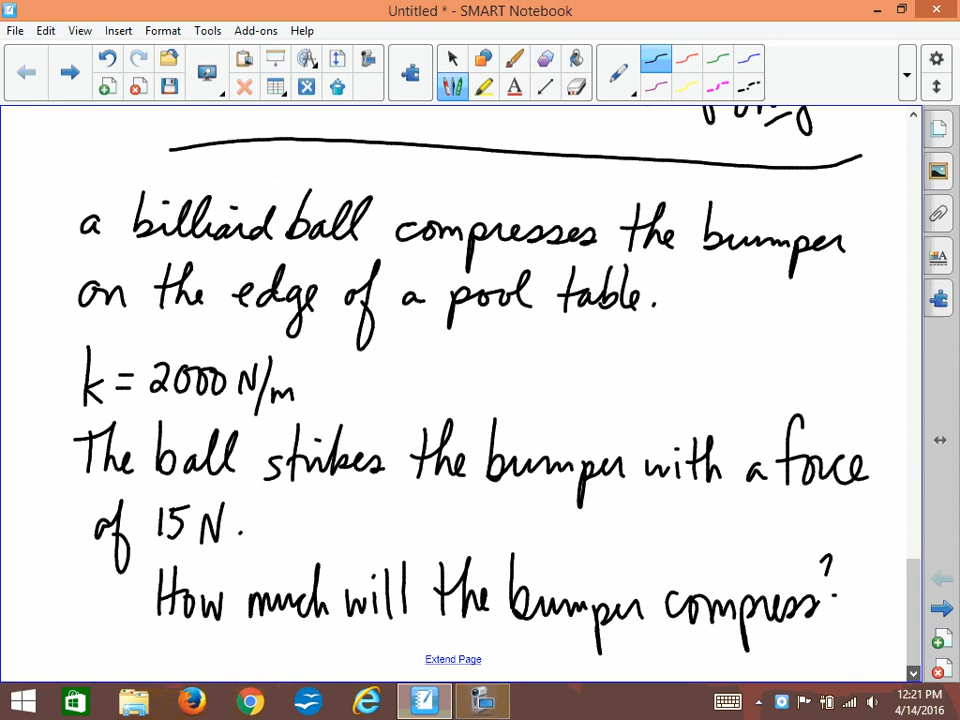 Untitled * - SMART Notebook
File Edit View Insert Format Tools Add-ons Help
a billiard ball compresses the bumper
on the edge of a pool table.
k = 2000 N/m
The ball strikes the bumper with a force
of 15 N.
How much will the bumper compress?
Extend Page
12:21 PM
4/14/2016